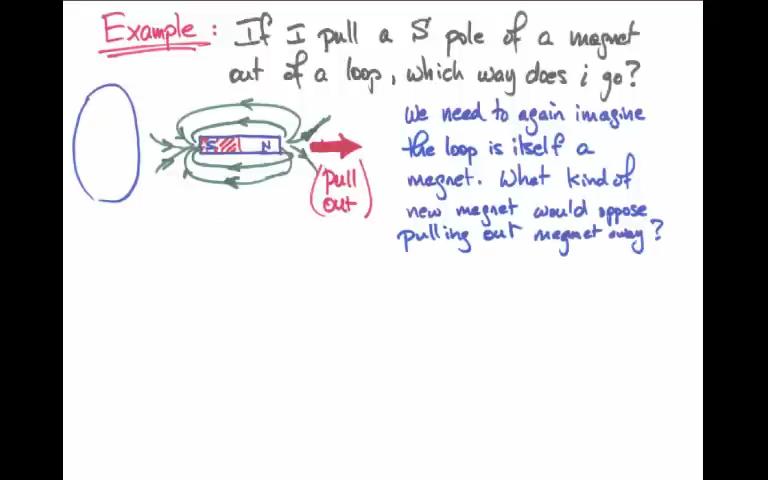 Example: If I pull a S pole of a magnet
out of a loop, which way does i go?
S N
(pull
out)
We need to again imagine
the loop is itself a
magnet. What kind of
new magnet would oppose
pulling out magnet away?